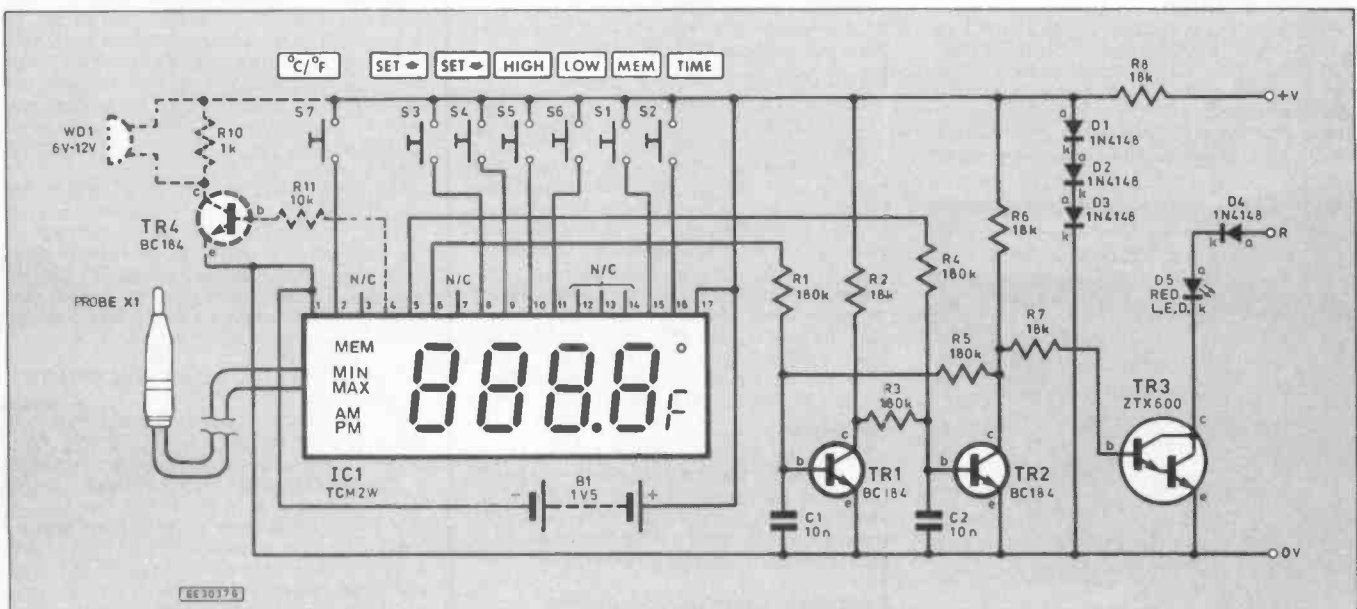 °C/°F SET SET HIGH LOW MEM TIME
R8
18k
+V
S7 S3 S4 S5 S6 S1 S2
WD1
6V-12V
R10
1k
a D1
k 1N4148
a D2
k 1N4148
a D3
k 1N4148
D4
1N4148
k a
R
R11
10k
c
b
e
TR4
BC184
R6
18k
R4
180k
R1
180k
R2
18k
N/C N/C N/C
D5
RED
L.E.D.
a
k
PROBE X1
1 2 3 4 5 6 7 8 9 10 11 12 13 14 15 16 17
R7
18k
R5
180k
MEM
MIN
MAX
AM
PM
888.8°F
R3
180k
TR3
ZTX600
c
b
e
c
b
e
TR1
BC184
c
b
e
TR2
BC184
IC1
TCM2W
B1
1V5
- +
C1
10n
C2
10n
0V
EE3037G